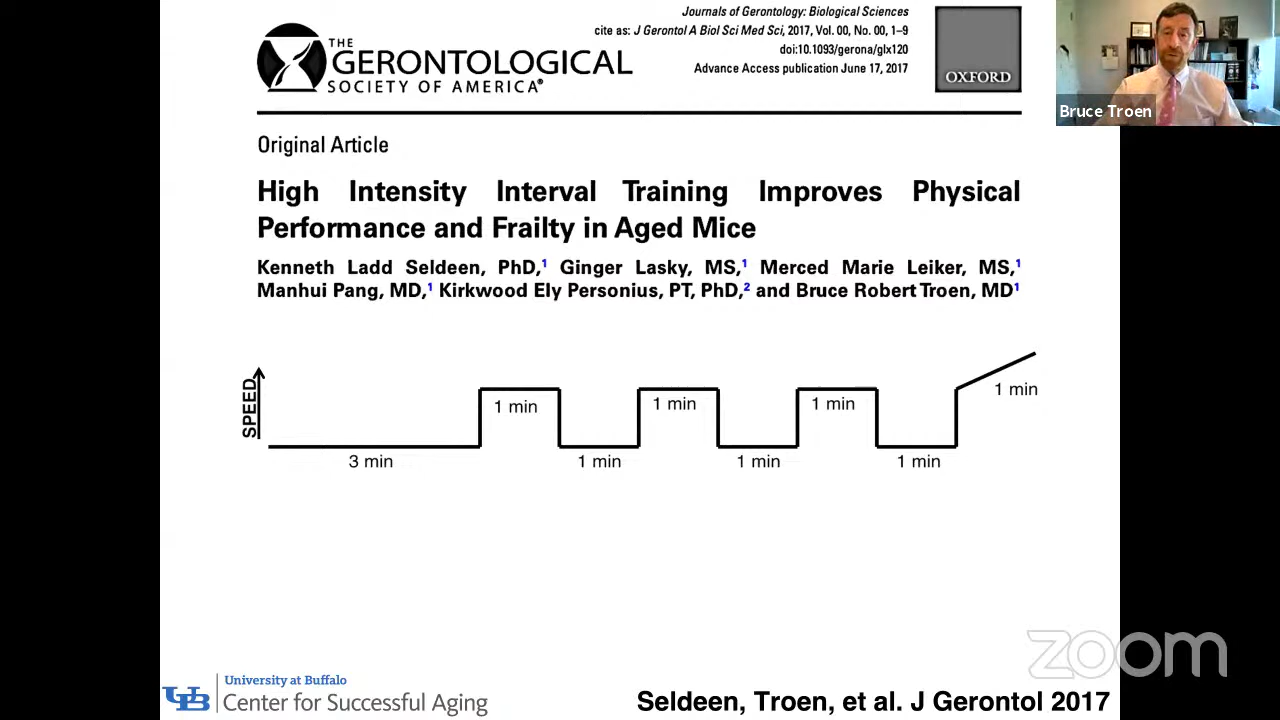 Journals of Gerontology: Biological Sciences
cite as: J Gerontol A Biol Sci Med Sci, 2017, Vol. 00, No. 00, 1–9
doi:10.1093/gerona/glx120
Advance Access publication June 17, 2017
THE
GERONTOLOGICAL
SOCIETY OF AMERICA®
OXFORD
Bruce Troen
Original Article
High Intensity Interval Training Improves Physical
Performance and Frailty in Aged Mice
Kenneth Ladd Seldeen, PhD,1 Ginger Lasky, MS,1 Merced Marie Leiker, MS,1
Manhui Pang, MD,1 Kirkwood Ely Personius, PT, PhD,2 and Bruce Robert Troen, MD1
SPEED
1 min
1 min
1 min
1 min
3 min
1 min
1 min
1 min
zoom
UB
University at Buffalo
Center for Successful Aging
Seldeen, Troen, et al. J Gerontol 2017